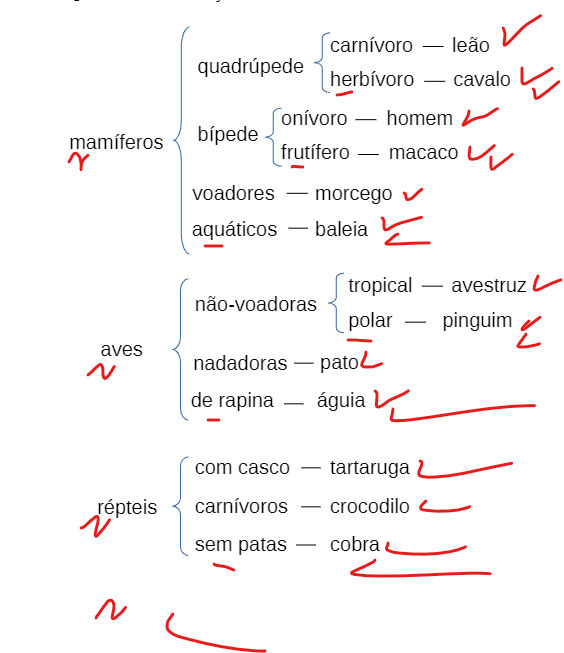 carnívoro — leão
quadrúpede
herbívoro — cavalo
onívoro — homem
bípede
mamíferos
frutífero — macaco
voadores — morcego
aquáticos — baleia
tropical — avestruz
não-voadoras
polar — pinguim
aves
nadadoras — pato
de rapina — águia
com casco — tartaruga
répteis
carnívoros — crocodilo
sem patas — cobra